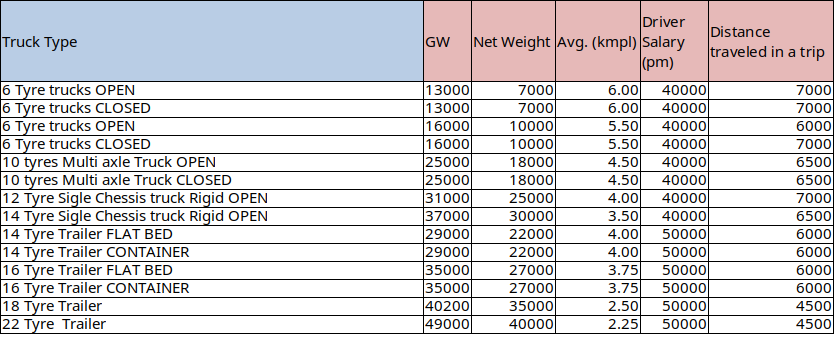 Truck Type GW Net Weight Avg. (kmpl) Driver Salary (pm) Distance traveled in a trip
6 Tyre trucks OPEN 13000 7000 6.00 40000 7000
6 Tyre trucks CLOSED 13000 7000 6.00 40000 7000
6 Tyre trucks OPEN 16000 10000 5.50 40000 6000
6 Tyre trucks CLOSED 16000 10000 5.50 40000 7000
10 tyres Multi axle Truck OPEN 25000 18000 4.50 40000 6500
10 tyres Multi axle Truck CLOSED 25000 18000 4.50 40000 6500
12 Tyre Sigle Chessis truck Rigid OPEN 31000 25000 4.00 40000 7000
14 Tyre Sigle Chessis truck Rigid OPEN 37000 30000 3.50 40000 6500
14 Tyre Trailer FLAT BED 29000 22000 4.00 50000 6000
14 Tyre Trailer CONTAINER 29000 22000 4.00 50000 6000
16 Tyre Trailer FLAT BED 35000 27000 3.75 50000 6000
16 Tyre Trailer CONTAINER 35000 27000 3.75 50000 6000
18 Tyre Trailer 40200 35000 2.50 50000 4500
22 Tyre  Trailer 49000 40000 2.25 50000 4500